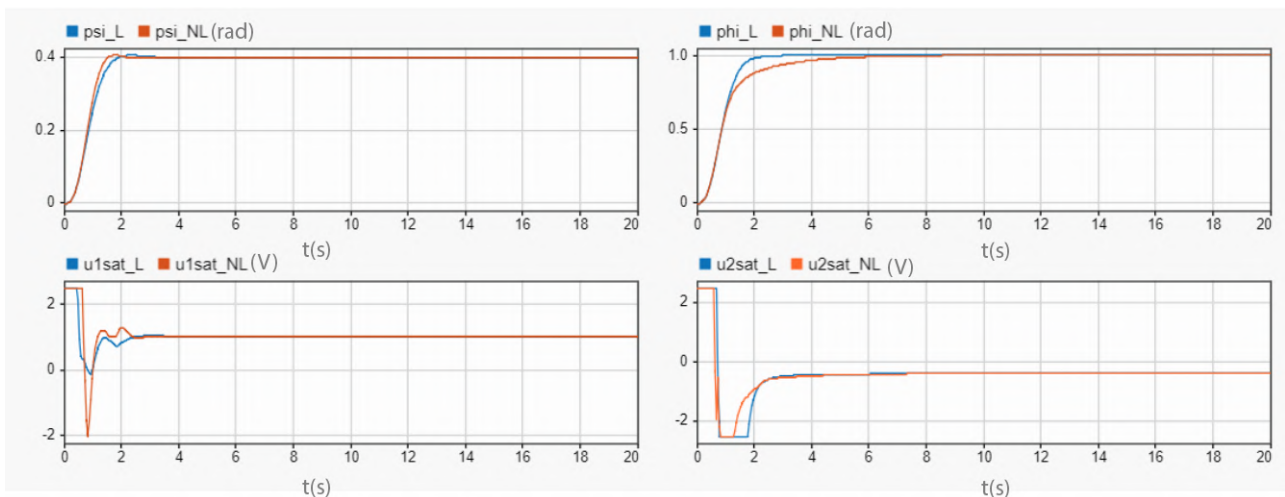 psi_L psi_NL (rad)
0.4
0.2
0
0 2 4 6 8 10 12 14 16 18 20
t(s)
phi_L phi_NL (rad)
1.0
0.5
0
0 2 4 6 8 10 12 14 16 18 20
t(s)
u1sat_L u1sat_NL (V)
2
0
-2
0 2 4 6 8 10 12 14 16 18 20
t(s)
u2sat_L u2sat_NL (V)
2
0
-2
0 2 4 6 8 10 12 14 16 18 20
t(s)